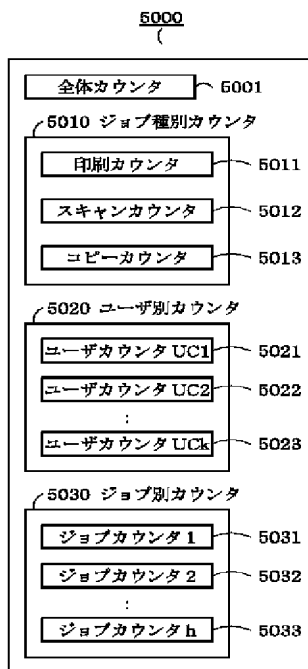 5000
全体カウンタ 5001
5010 ジョブ種別カウンタ
印刷カウンタ 5011
スキャンカウンタ 5012
コピーカウンタ 5013
5020 ユーザ別カウンタ
ユーザカウンタ UC1 5021
ユーザカウンタ UC2 5022
:
ユーザカウンタ UCk 5023
5030 ジョブ別カウンタ
ジョブカウンタ 1 5031
ジョブカウンタ 2 5032
:
ジョブカウンタ h 5033